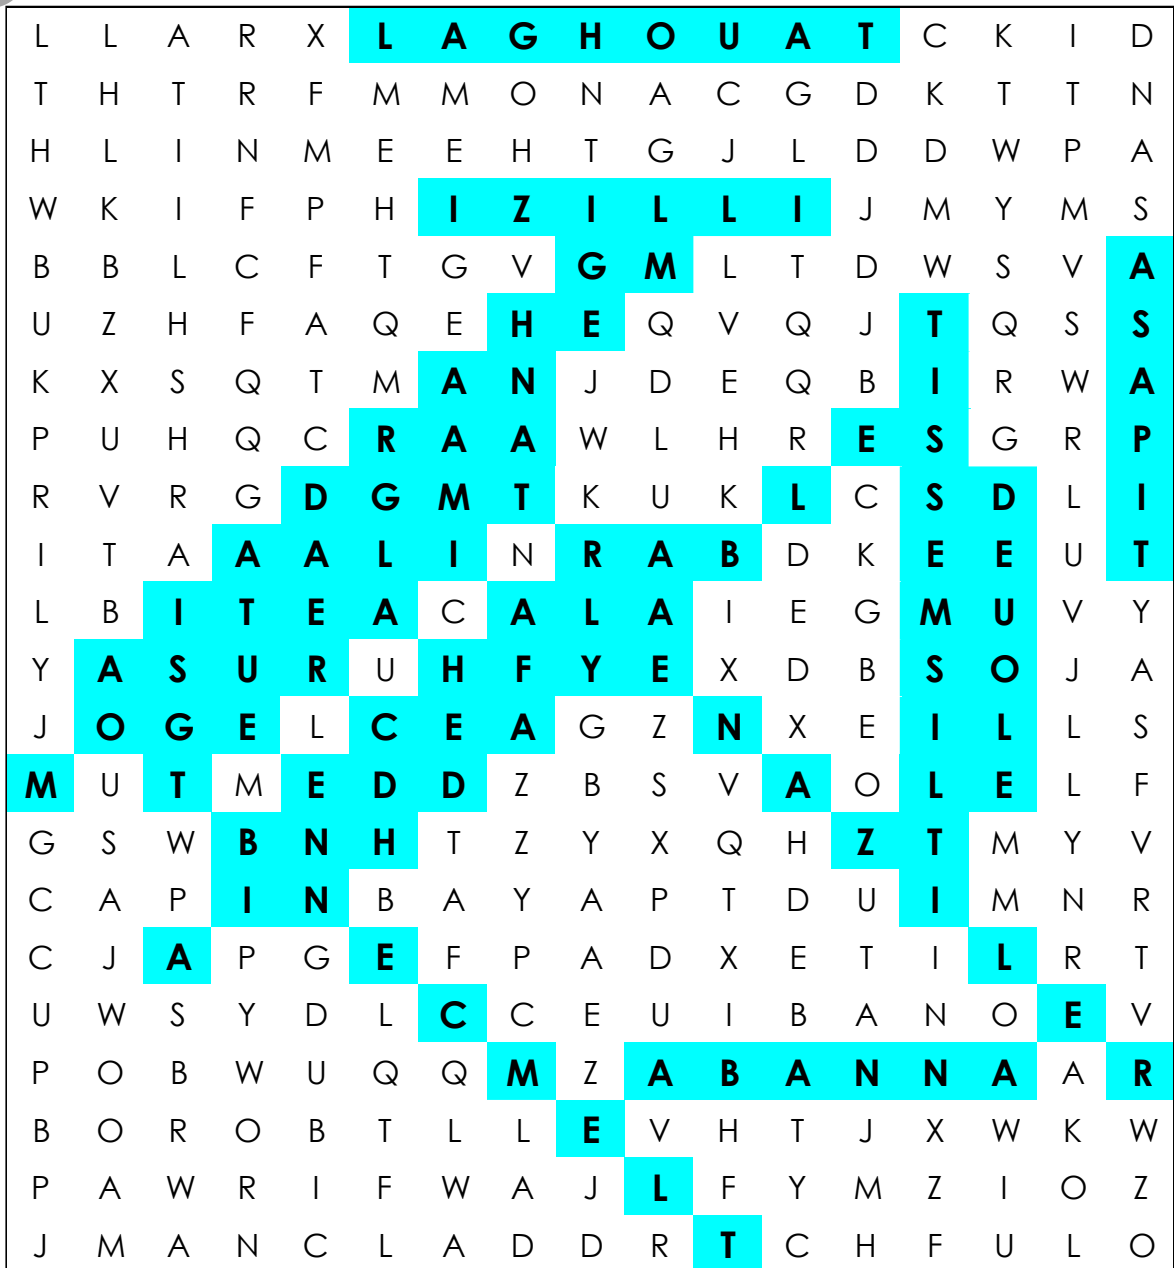 L L A R X L A G H O U A T C K I D
T H T R F M M O N A C G D K T T N
H L I N M E E H T G J L D D W P A
W K I F P H I Z I L L I J M Y M S
B B L C F T G V G M L T D W S V A
U Z H F A Q E H E Q V Q J T Q S S
K X S Q T M A N J D E Q B I R W A
P U H Q C R A A W L H R E S G R P
R V R G D G M T K U K L C S D L I
I T A A A L I N R A B D K E E U T
L B I T E A C A L A I E G M U V Y
Y A S U R U H F Y E X D B S O J A
J O G E L C E A G Z N X E I L L S
M U T M E D D Z B S V A O L E L F
G S W B N H T Z Y X Q H Z T M Y V
C A P I N B A Y A P T D U I M N R
C J A P G E F P A D X E T I L R T
U W S Y D L C C E U I B A N O E V
P O B W U Q Q M Z A B A N N A A R
B O R O B T L L E V H T J X W K W
P A W R I F W A J L F Y M Z I O Z
J M A N C L A D D R T C H F U L O